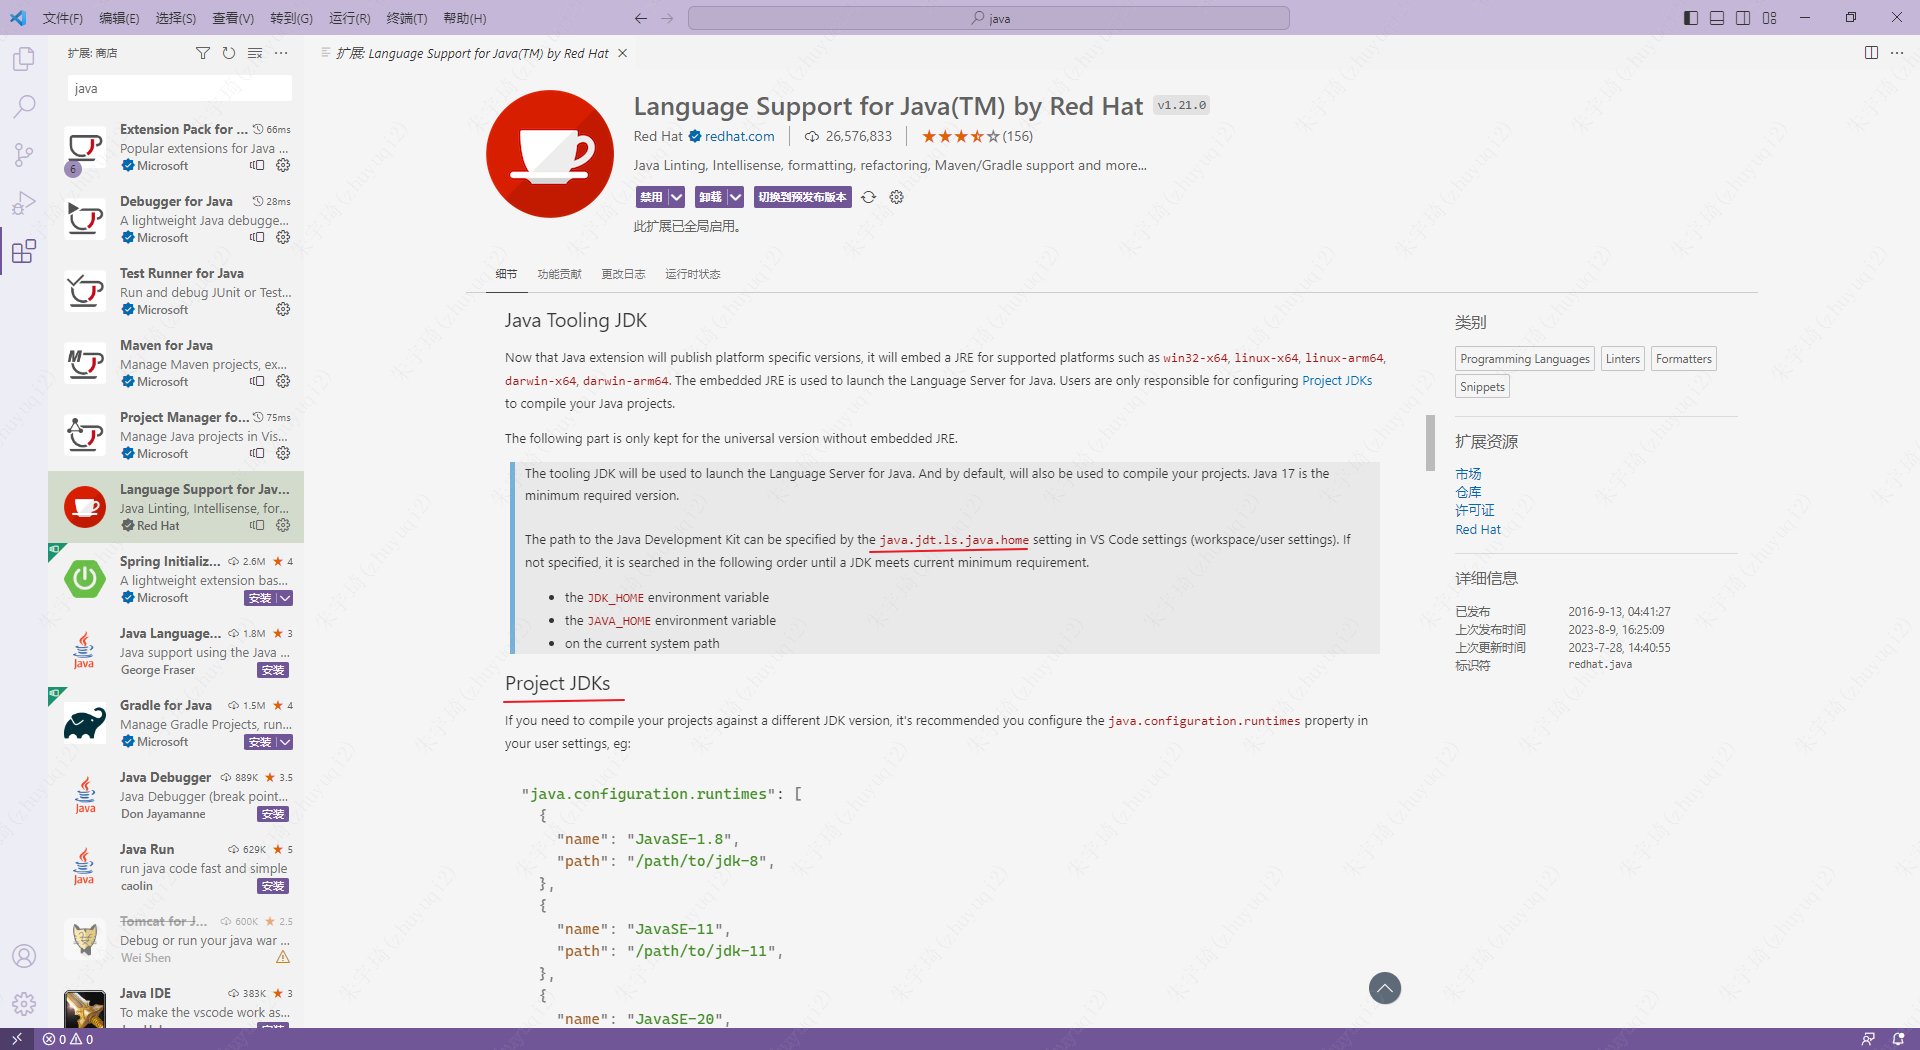 文件(F) 编辑(E) 选择(S) 查看(V) 转到(G) 运行(R) 终端(T) 帮助(H)
java
扩展: 商店
java
Extension Pack for ... 66ms
Popular extensions for Java ...
Microsoft
6
Debugger for Java 28ms
A lightweight Java debugge...
Microsoft
Test Runner for Java
Run and debug JUnit or Test...
Microsoft
Maven for Java
Manage Maven projects, ex...
Microsoft
Project Manager fo... 75ms
Manage Java projects in Vis...
Microsoft
Language Support for Jav...
Java Linting, Intellisense, for...
Red Hat
Spring Initializ... 2.6M 4
A lightweight extension bas...
Microsoft 安装
Java Language... 1.8M 3
Java support using the Java ...
George Fraser 安装
Gradle for Java 1.5M 4
Manage Gradle Projects, run...
Microsoft 安装
Java Debugger 889K 3.5
Java Debugger (break point...
Don Jayamanne 安装
Java Run 629K 5
run java code fast and simple
caolin 安装
Tomcat for J... 600K 2.5
Debug or run your java war ...
Wei Shen
Java IDE 383K 3
To make the vscode work as...
扩展: Language Support for Java(TM) by Red Hat
Language Support for Java(TM) by Red Hat v1.21.0
Red Hat redhat.com 26,576,833 (156)
Java Linting, Intellisense, formatting, refactoring, Maven/Gradle support and more...
禁用 卸载 切换到预发布版本
此扩展已全局启用。
细节 功能贡献 更改日志 运行时状态
Java Tooling JDK
Now that Java extension will publish platform specific versions, it will embed a JRE for supported platforms such as win32-x64, linux-x64, linux-arm64,
darwin-x64, darwin-arm64. The embedded JRE is used to launch the Language Server for Java. Users are only responsible for configuring Project JDKs
to compile your Java projects.
The following part is only kept for the universal version without embedded JRE.
The tooling JDK will be used to launch the Language Server for Java. And by default, will also be used to compile your projects. Java 17 is the
minimum required version.
The path to the Java Development Kit can be specified by the java.jdt.ls.java.home setting in VS Code settings (workspace/user settings). If
not specified, it is searched in the following order until a JDK meets current minimum requirement.
• the JDK_HOME environment variable
• the JAVA_HOME environment variable
• on the current system path
Project JDKs
If you need to compile your projects against a different JDK version, it's recommended you configure the java.configuration.runtimes property in
your user settings, eg:
"java.configuration.runtimes": [
{
"name": "JavaSE-1.8",
"path": "/path/to/jdk-8",
},
{
"name": "JavaSE-11",
"path": "/path/to/jdk-11",
},
{
"name": "JavaSE-20",
类别
Programming Languages Linters Formatters
Snippets
扩展资源
市场
仓库
许可证
Red Hat
详细信息
已发布 2016-9-13, 04:41:27
上次发布时间 2023-8-9, 16:25:09
上次更新时间 2023-7-28, 14:40:55
标识符 redhat.java
0 0